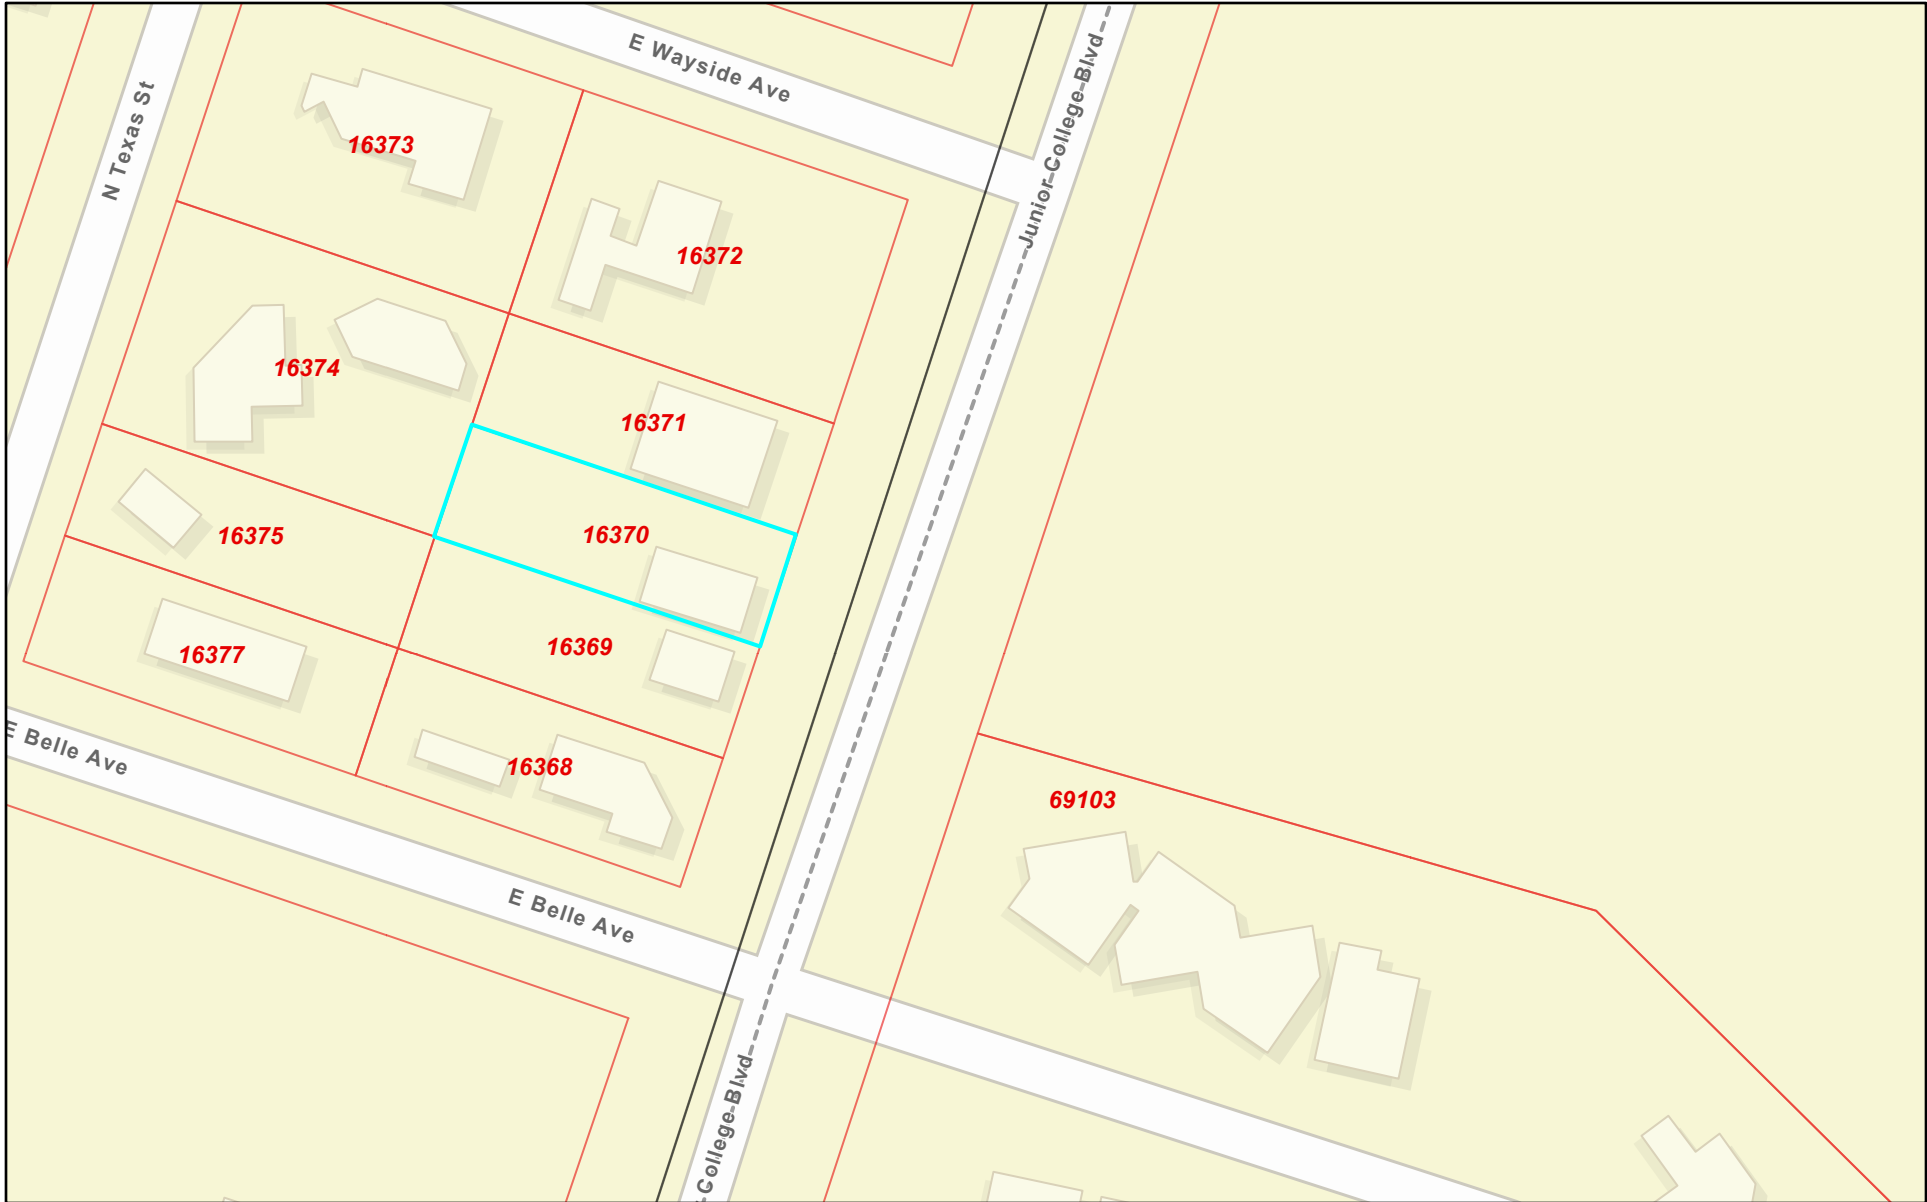 E Wayside Ave
N Texas St
Junior College Blvd
16373
16372
16374
16371
16375
16370
16377
16369
E Belle Ave
16368
69103
E Belle Ave
College Blvd